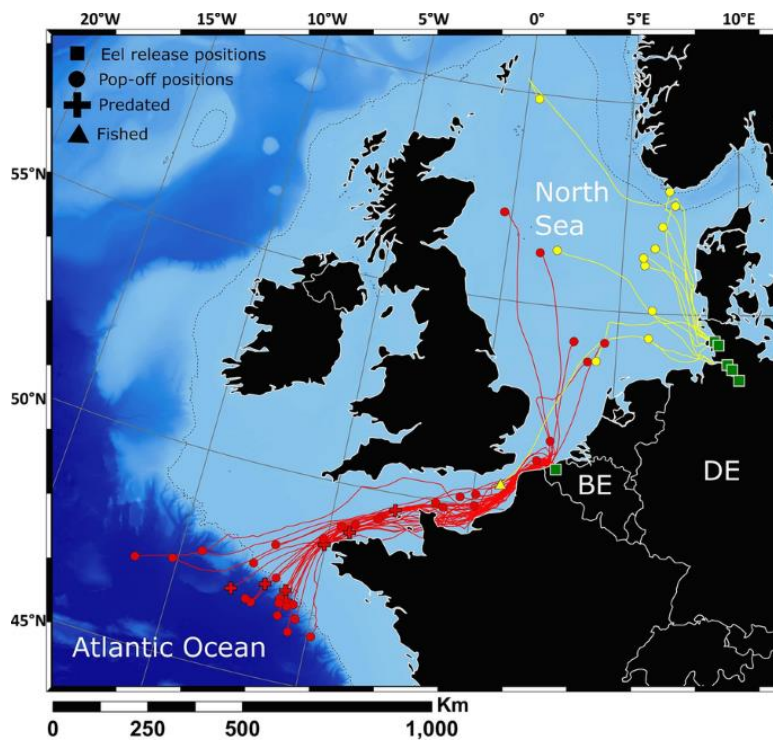 20°W 15°W 10°W 5°W 0° 5°E 10°E
Eel release positions
Pop-off positions
Predated
Fished
55°N
North
Sea
50°N
BE
DE
45°N
Atlantic Ocean
Km
0 250 500 1,000